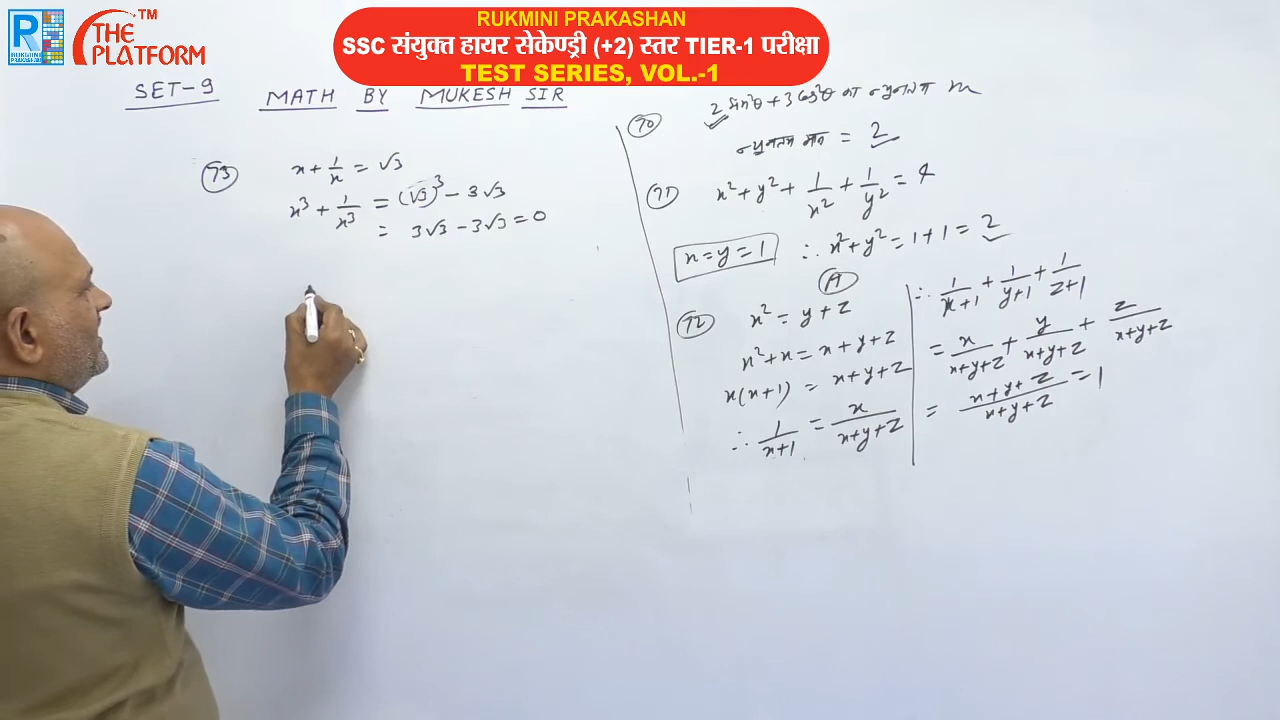 RUKMINI PRAKASHAN
SSC संयुक्त हायर सेकेण्ड्री (+2) स्तर TIER-1 परीक्षा
TEST SERIES, VOL.-1
R
RUKMINI PRAKASHAN
THE PLATFORM™
SET-9 MATH BY MUKESH SIR
73
x + 1/x = √3
x³ + 1/x³ = (√3)³ - 3√3
= 3√3 - 3√3 = 0
70
2 sin²θ + 3 cos²θ का न्यूनतम
न्यूनतम मान = 2
71
x² + y² + 1/x² + 1/y² = 4
x = y = 1 ∴ x² + y² = 1 + 1 = 2
A
72
x² = y + z
x² + x = x + y + z
x(x+1) = x + y + z
∴ 1/(x+1) = x/(x+y+z)
∴ 1/(x+1) + 1/(y+1) + 1/(z+1)
= x/(x+y+z) + y/(x+y+z) + z/(x+y+z)
= (x+y+z)/(x+y+z) = 1